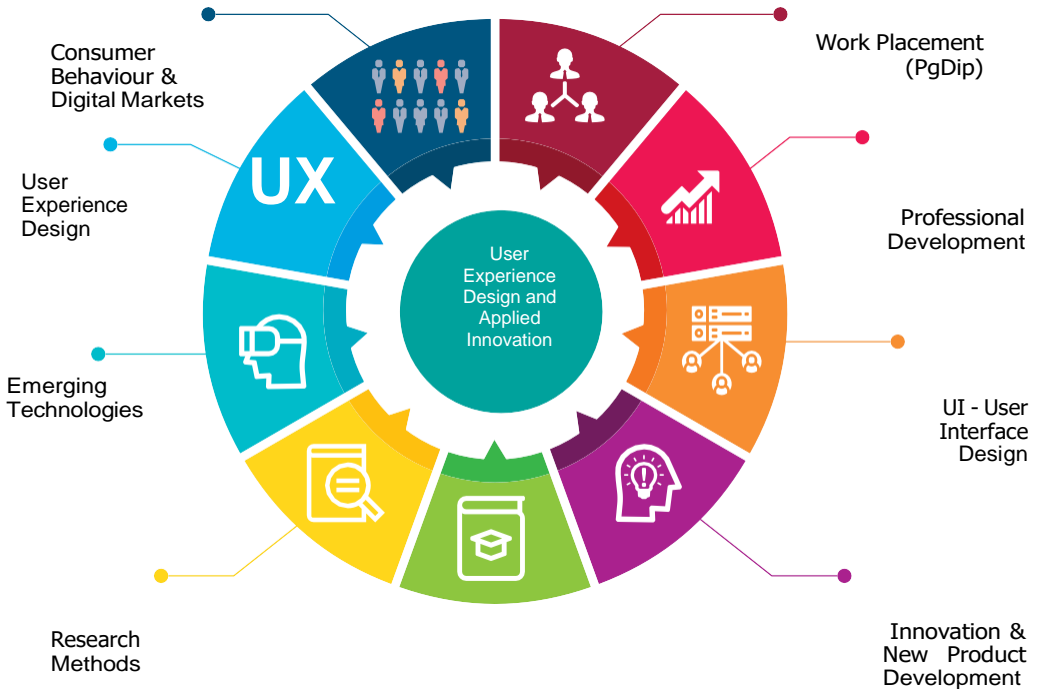 Consumer
Behaviour &
Digital Markets
Work Placement
(PgDip)
UX
User
Experience
Design
Professional
Development
User
Experience
Design and
Applied
Innovation
Emerging
Technologies
UI - User
Interface
Design
Research
Methods
Innovation &
New Product
Development